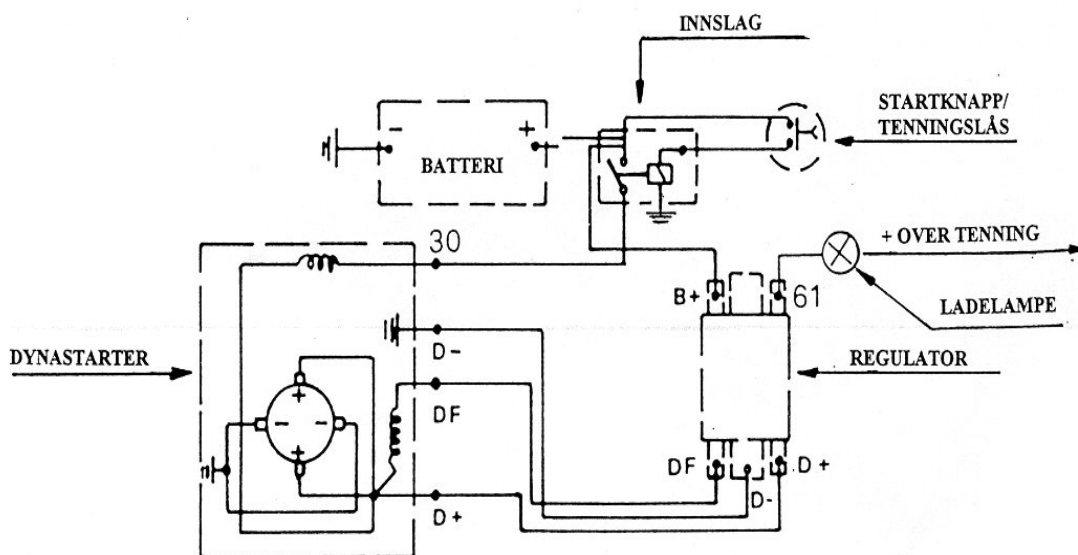 INNSLAG
STARTKNAPP/
TENNINGSLÅS
- +
BATTERI
30
+ OVER TENNING
B+ 61
LADELAMPE
D-
DYNASTARTER
REGULATOR
DF
+
- -
+
DF D+
D-
D+